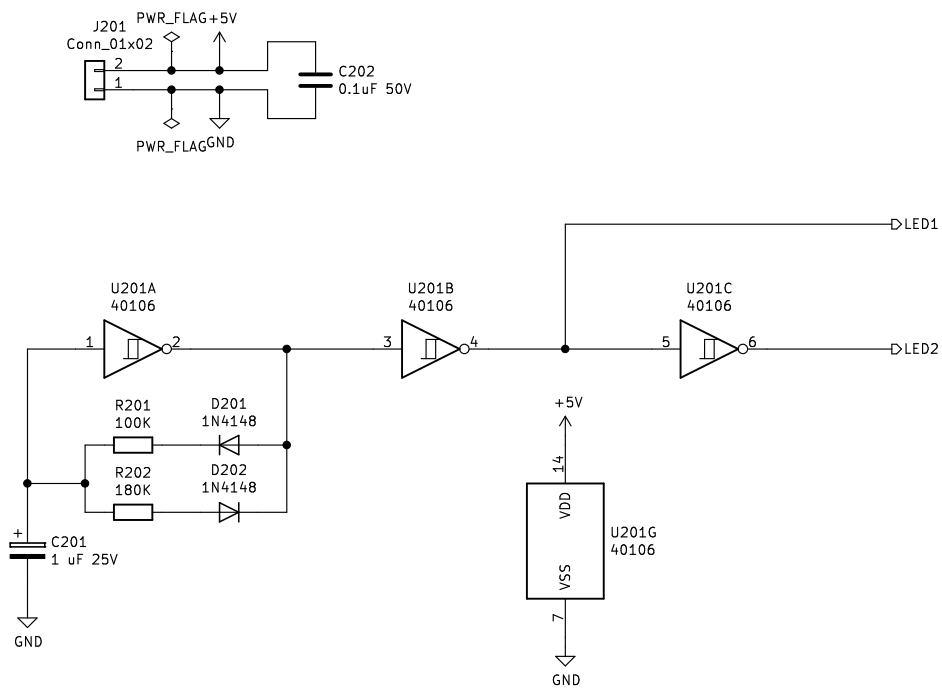 PWR_FLAG +5V
J201
Conn_01x02
2
1
C202
0.1uF 50V
PWR_FLAG GND
LED1
U201A
40106
1
2
U201B
40106
3
4
U201C
40106
5
6
LED2
R201
100K
D201
1N4148
R202
180K
D202
1N4148
+
C201
1 uF 25V
GND
+5V
14
VDD
U201G
40106
VSS
7
GND